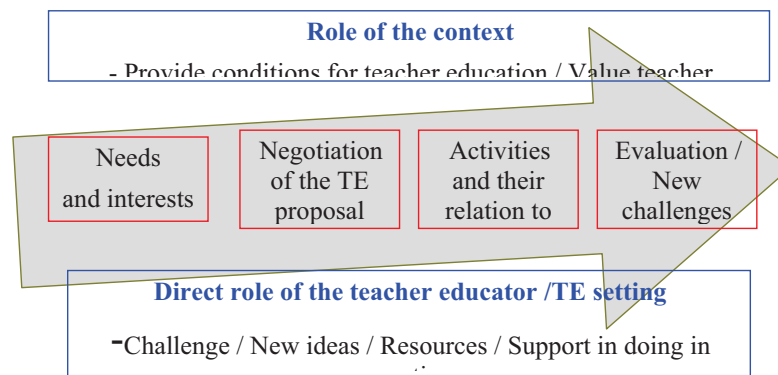 Role of the context
- Provide conditions for teacher education / Value teacher
Needs
and interests
Negotiation
of the TE
proposal
Activities
and their
relation to
Evaluation /
New
challenges
Direct role of the teacher educator /TE setting
-Challenge / New ideas / Resources / Support in doing in